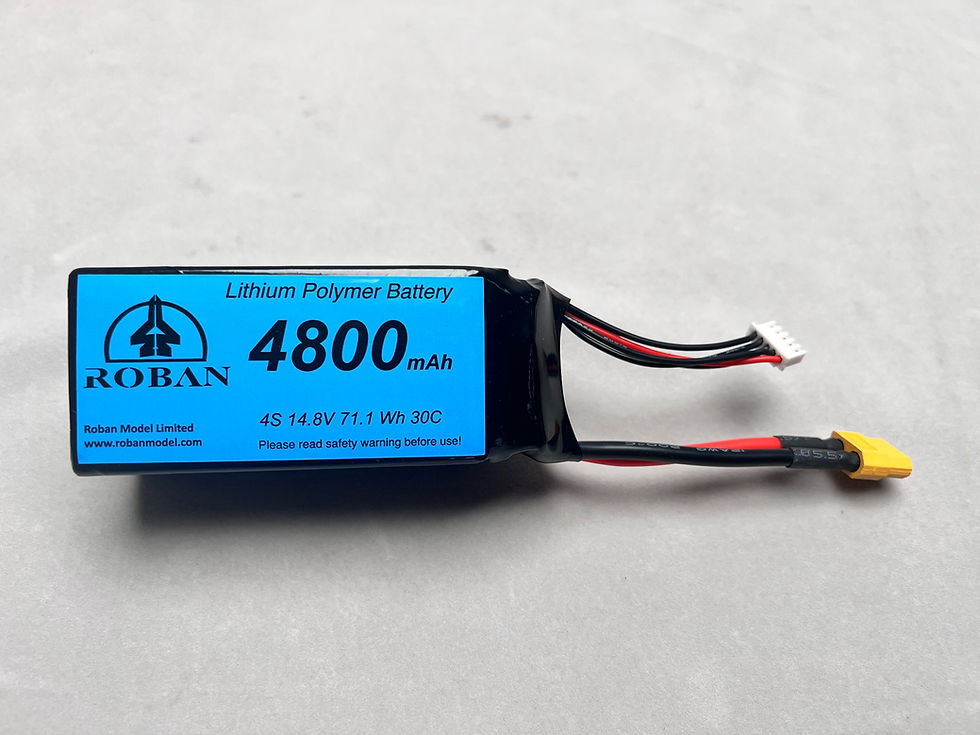 Lithium Polymer Battery
4800mAh
ROBAN
4S 14.8V 71.1 Wh 30C
Roban Model Limited
www.robanmodel.com
Please read safety warning before use!